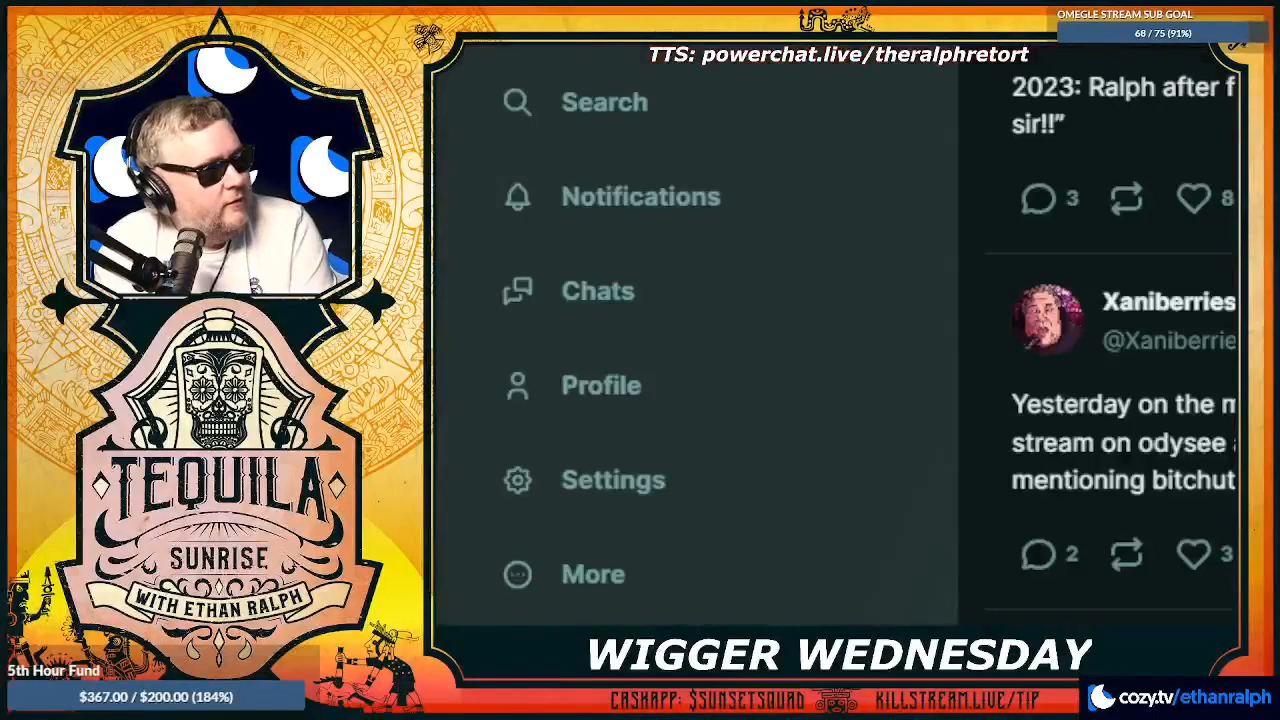 OMEGLE STREAM SUB GOAL
68 / 75 (91%)
TTS: powerchat.live/theralphretort
Search
Notifications
Chats
Profile
Settings
More
2023: Ralph after f
sir!!”
3
8
Xaniberries
@Xaniberrie
Yesterday on the m
stream on odysee
mentioning bitchut
2
3
TEQUILA
SUNRISE
WITH ETHAN RALPH
5th Hour Fund
$367.00 / $200.00 (184%)
WIGGER WEDNESDAY
CASHAPP: $SUNSETSQUAD
KILLSTREAM.LIVE/TIP
cozy.tv/ethanralph